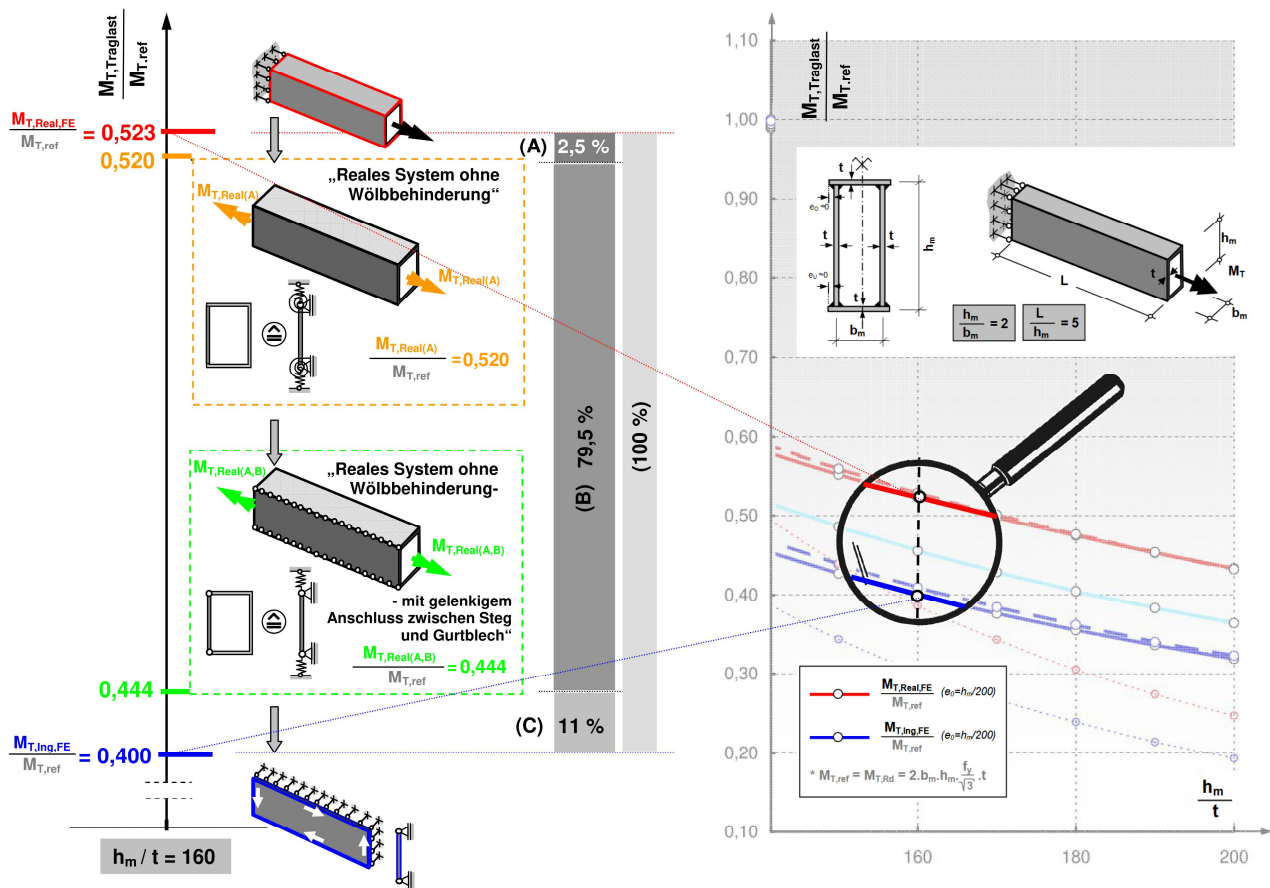 M_T,Traglast
M_T.ref
M_T,Real,FE
M_T,ref
= 0,523
0,520
(A)
2,5 %
„Reales System ohne
Wölbbehinderung“
M_T,Real(A)
M_T,Real(A)
M_T,Real(A)
M_T,ref
=0,520
(B) 79,5 %
(100 %)
M_T,Real(A,B)
„Reales System ohne
Wölbbehinderung-
M_T,Real(A,B)
- mit gelenkigem
Anschluss zwischen Steg
und Gurtblech“
M_T,Real(A,B)
M_T,ref
=0,444
0,444
(C)
11 %
M_T,Ing,FE
M_T,ref
=0,400
h_m / t = 160
1,10
1,00
0,90
0,80
0,70
0,60
0,50
0,40
0,30
0,20
0,10
M_T,Traglast
M_T.ref
t
e_0=0
t
t
h_m
e_0=0
t
b_m
h_m
M_T
t
L
b_m
h_m
b_m
= 2
L
h_m
= 5
M_T,Real,FE
M_T,ref
(e_0=h_m/200)
M_T,Ing,FE
M_T,ref
(e_0=h_m/200)
* M_T,ref = M_T,Rd = 2.b_m.h_m. f_y/√3 .t
h_m
t
160
180
200